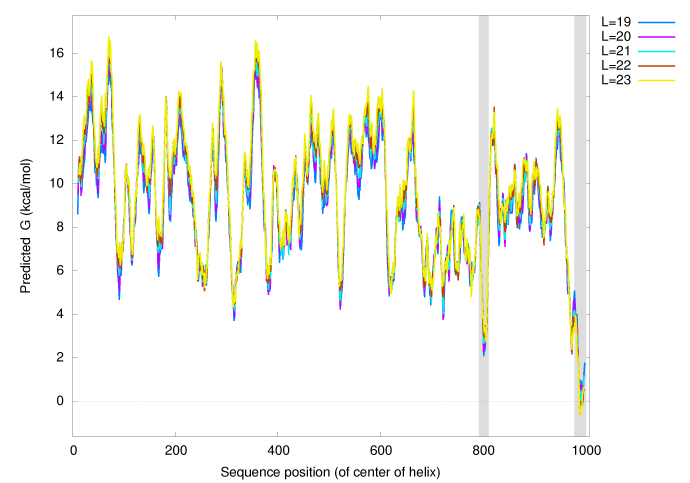 L=19
L=20
L=21
L=22
L=23
16
14
12
10
8
6
4
2
0
Predicted G (kcal/mol)
0
200
400
600
800
1000
Sequence position (of center of helix)